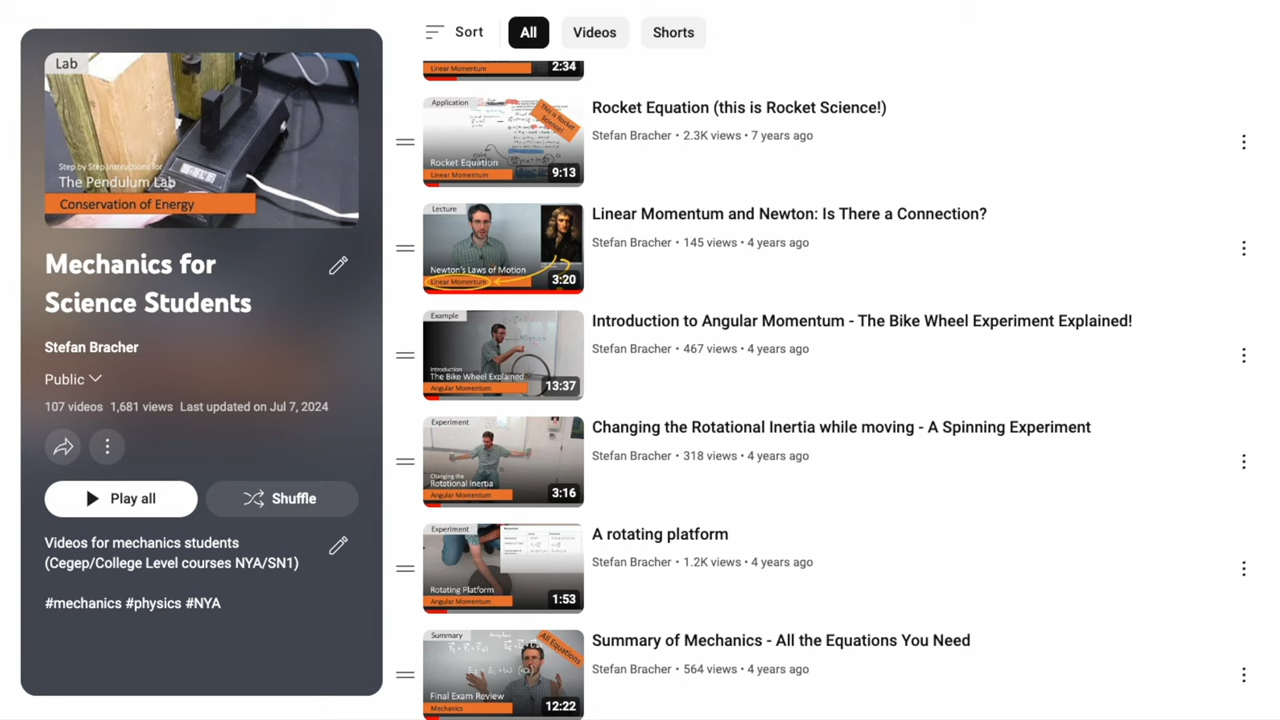 Lab
Step by Step Instructions for
The Pendulum Lab
Conservation of Energy
Mechanics for
Science Students
Stefan Bracher
Public
107 videos 1,681 views Last updated on Jul 7, 2024
Play all
Shuffle
Videos for mechanics students
(Cegep/College Level courses NYA/SN1)
#mechanics #physics #NYA
Sort
All
Videos
Shorts
Linear Momentum
2:34
Application
This is Rocket
Science!
Rocket Equation
Linear Momentum
9:13
Rocket Equation (this is Rocket Science!)
Stefan Bracher • 2.3K views • 7 years ago
Lecture
Newton's Laws of Motion
Linear Momentum
3:20
Linear Momentum and Newton: Is There a Connection?
Stefan Bracher • 145 views • 4 years ago
Example
Introduction
The Bike Wheel Explained
Angular Momentum
13:37
Introduction to Angular Momentum - The Bike Wheel Experiment Explained!
Stefan Bracher • 467 views • 4 years ago
Experiment
Changing the
Rotational Inertia
Angular Momentum
3:16
Changing the Rotational Inertia while moving - A Spinning Experiment
Stefan Bracher • 318 views • 4 years ago
Experiment
Rotating Platform
Angular Momentum
1:53
A rotating platform
Stefan Bracher • 1.2K views • 4 years ago
Summary
All Equations
Final Exam Review
Mechanics
12:22
Summary of Mechanics - All the Equations You Need
Stefan Bracher • 564 views • 4 years ago